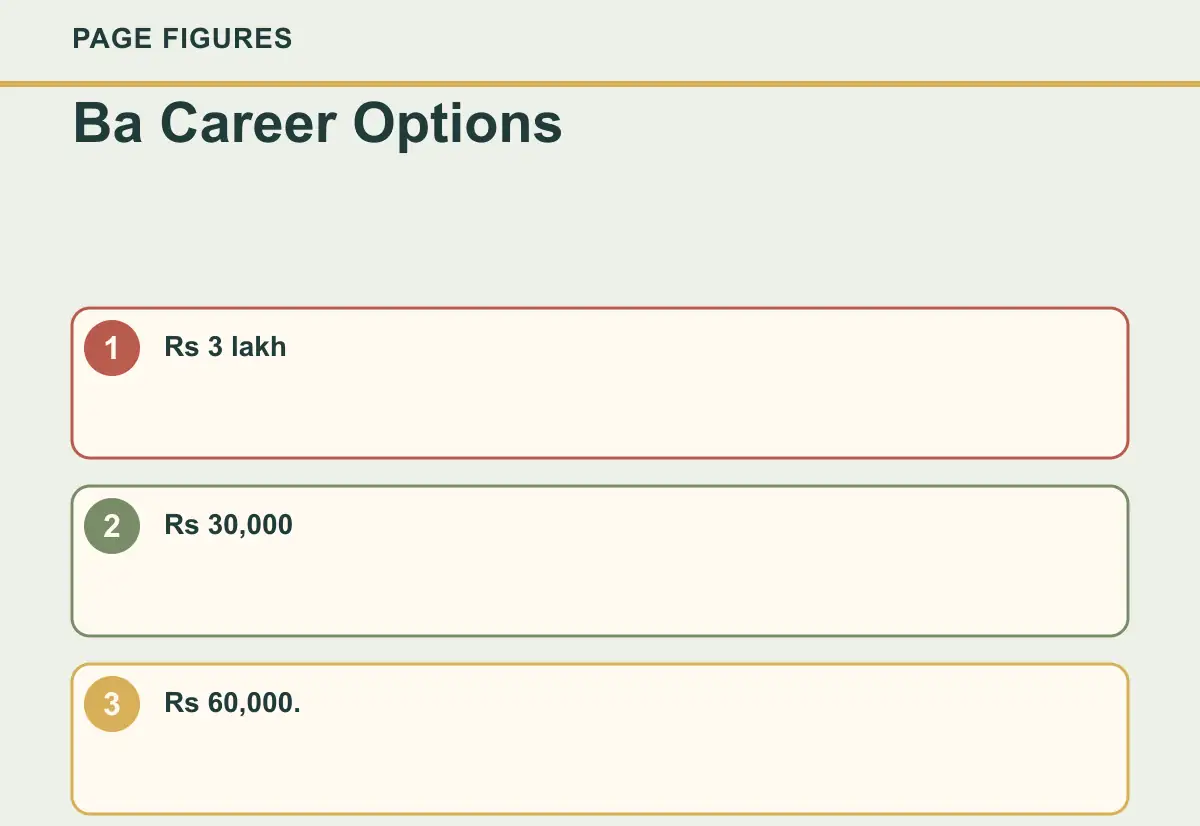 PAGE FIGURES
Ba Career Options
1 Rs 3 lakh
2 Rs 30,000
3 Rs 60,000.